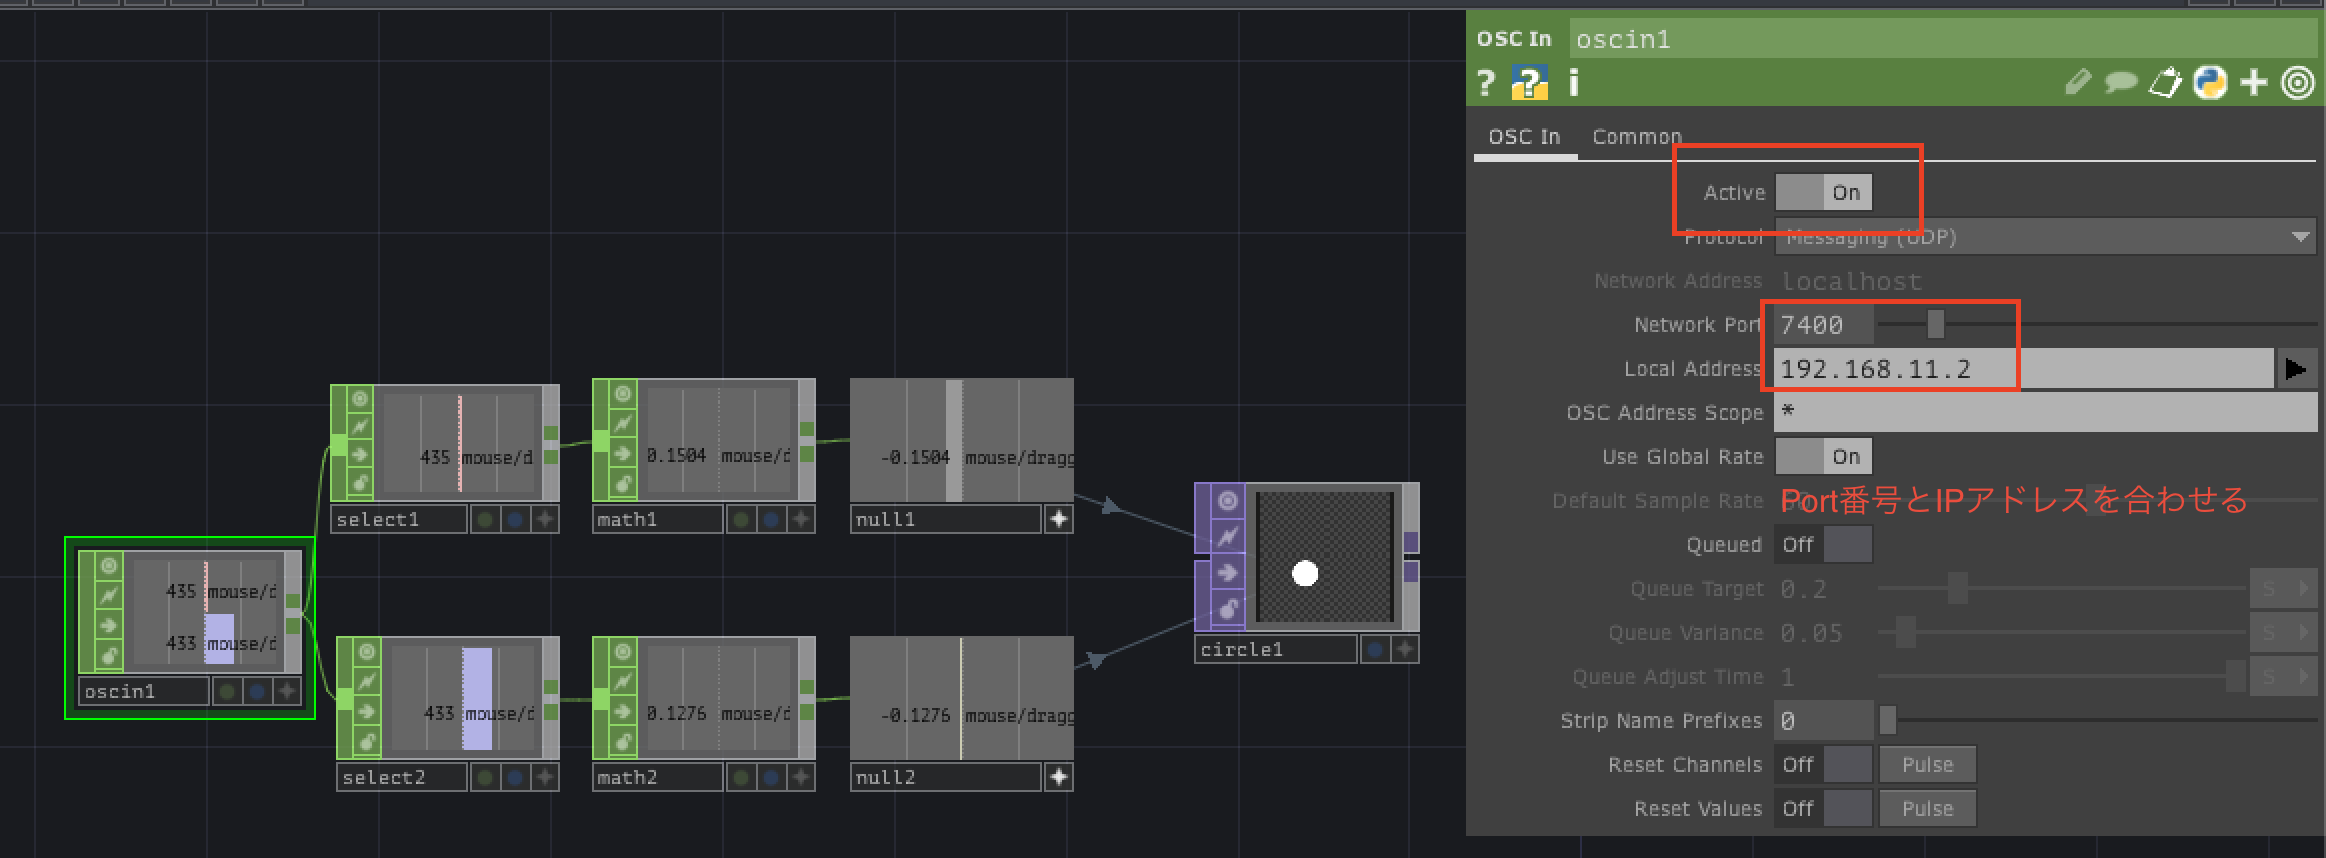 OSC In oscin1
? ? i
OSC In Common
Active On
Protocol Messaging (UDP)
Network Address localhost
Network Port 7400
Local Address 192.168.11.2
OSC Address Scope *
Use Global Rate On
Default Sample Rate
Port番号とIPアドレスを合わせる
Queued Off
Queue Target 0.2 S
Queue Variance 0.05 S
Queue Adjust Time 1 S
Strip Name Prefixes 0
Reset Channels Off Pulse
Reset Values Off Pulse
435 mouse/d
433 mouse/d
oscin1
435 mouse/d
select1
0.1504 mouse/d
math1
-0.1504 mouse/dragg
null1
433 mouse/d
select2
0.1276 mouse/d
math2
-0.1276 mouse/dragg
null2
circle1